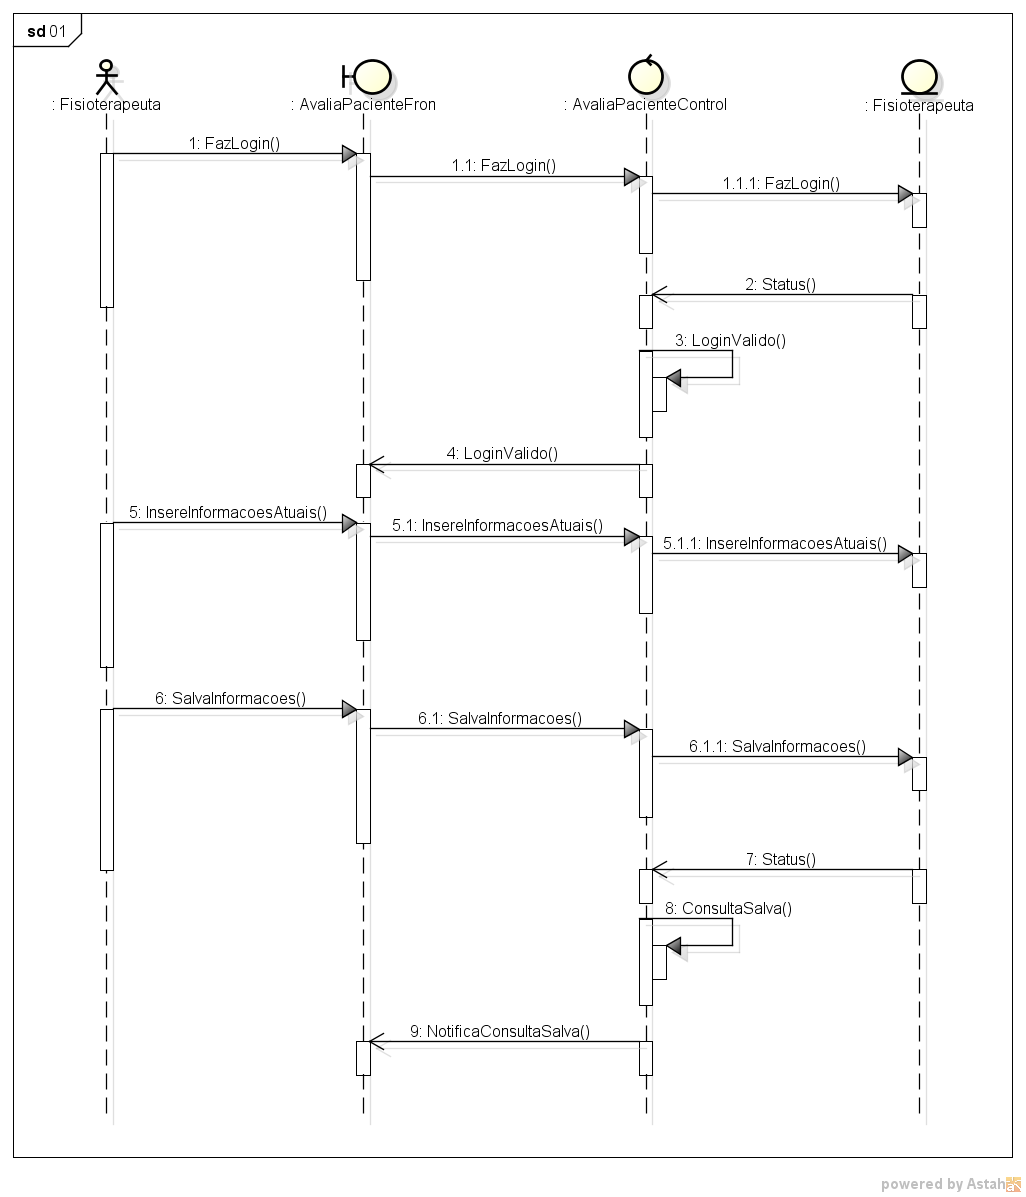 sd 01
: Fisioterapeuta
: AvaliaPacienteFron
: AvaliaPacienteControl
: Fisioterapeuta
1: FazLogin()
1.1: FazLogin()
1.1.1: FazLogin()
2: Status()
3: LoginValido()
4: LoginValido()
5: InsereInformacoesAtuais()
5.1: InsereInformacoesAtuais()
5.1.1: InsereInformacoesAtuais()
6: SalvaInformacoes()
6.1: SalvaInformacoes()
6.1.1: SalvaInformacoes()
7: Status()
8: ConsultaSalva()
9: NotificaConsultaSalva()
powered by Astah